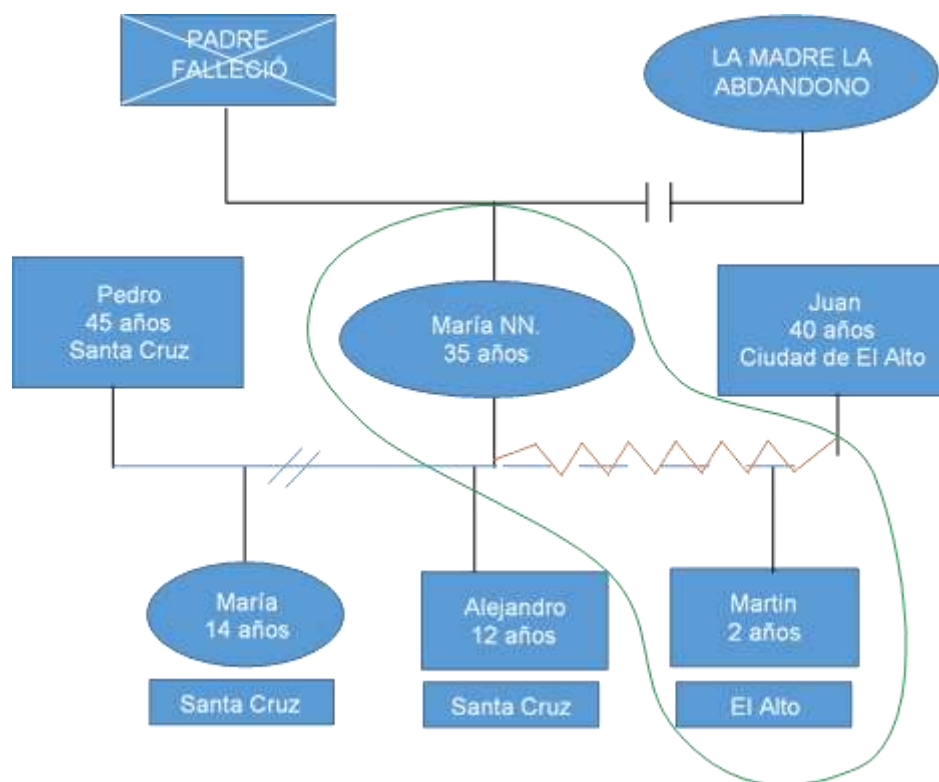 PADRE
FALLECIÓ
LA MADRE LA
ABDANDONO
Pedro
45 años
Santa Cruz
María NN.
35 años
Juan
40 años
Ciudad de El Alto
María
14 años
Alejandro
12 años
Martin
2 años
Santa Cruz
Santa Cruz
El Alto